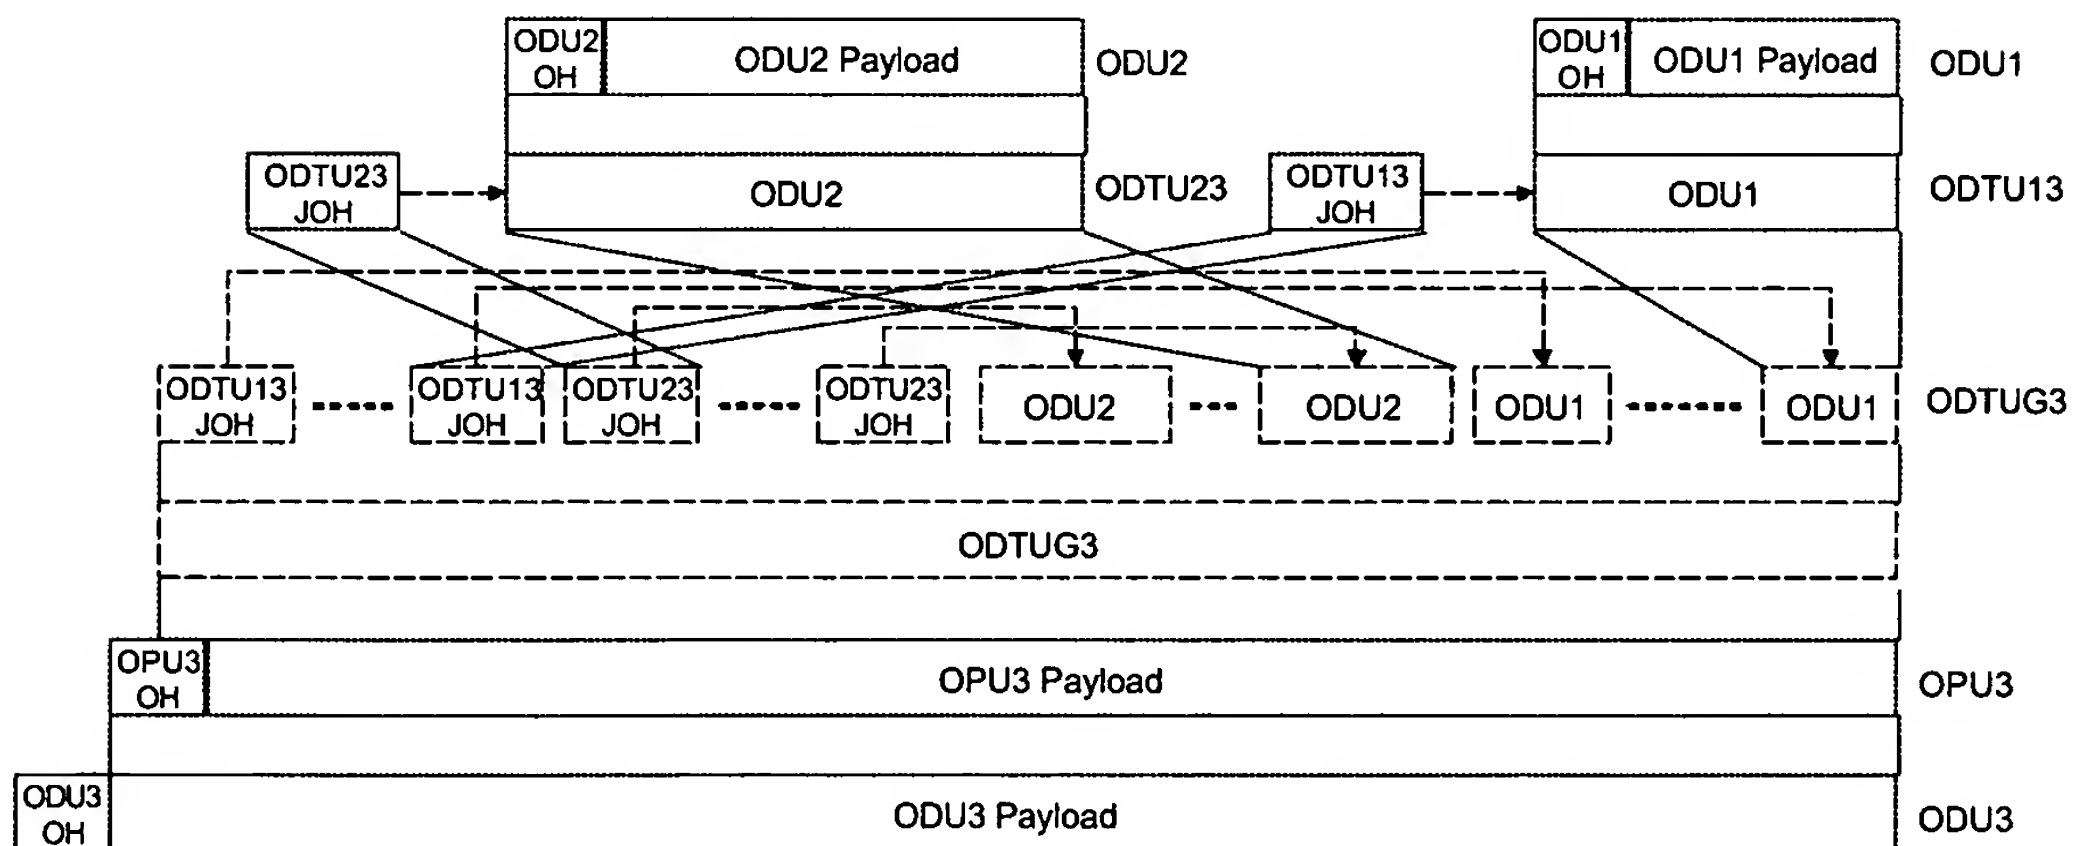 ODU2
OH
ODU2 Payload
ODU2
ODU1
OH
ODU1 Payload
ODU1
ODTU23
JOH
ODU2
ODTU23
ODTU13
JOH
ODU1
ODTU13
ODTU13
JOH
ODTU13
JOH
ODTU23
JOH
ODTU23
JOH
ODU2
ODU2
ODU1
ODU1
ODTUG3
ODTUG3
OPU3
OH
OPU3 Payload
OPU3
ODU3
OH
ODU3 Payload
ODU3